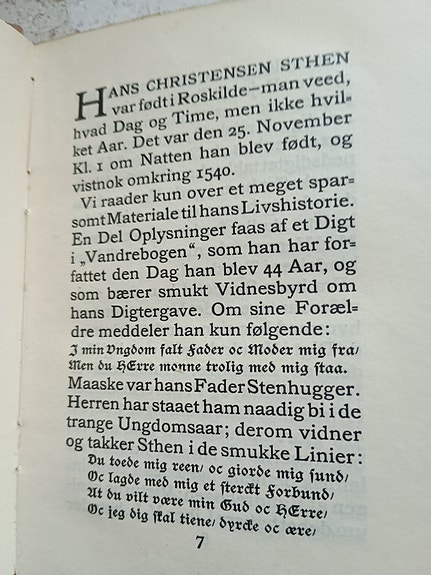 HANS CHRISTENSEN STHEN
var født i Roskilde—man veed,
hvad Dag og Time, men ikke hvil=
ket Aar. Det var den 25. November
Kl. 1 om Natten han blev født, og
vistnok omkring 1540.
Vi raader kun over et meget spar=
somt Materiale til hans Livshistorie.
En Del Oplysninger faas af et Digt
i „Vandrebogen“, som han har for=
fattet den Dag han blev 44 Aar, og
som bærer smukt Vidnesbyrd om
hans Digtergave. Om sine Foræl=
dre meddeler han kun følgende:
J min Vngdom falt Fader oc Moder mig fra/
Men du HErre monne trolig med mig staa.
Maaske var hans Fader Stenhugger.
Herren har staaet ham naadig bi i de
trange Ungdomsaar; derom vidner
og takker Sthen i de smukke Linier:
Du toede mig reen/ oc giorde mig sund/
Oc lagde med mig et sterckt Forbund/
At du vilt være min Gud oc HErre/
Oc jeg dig skal tiene/ dyrcke oc ære/
7